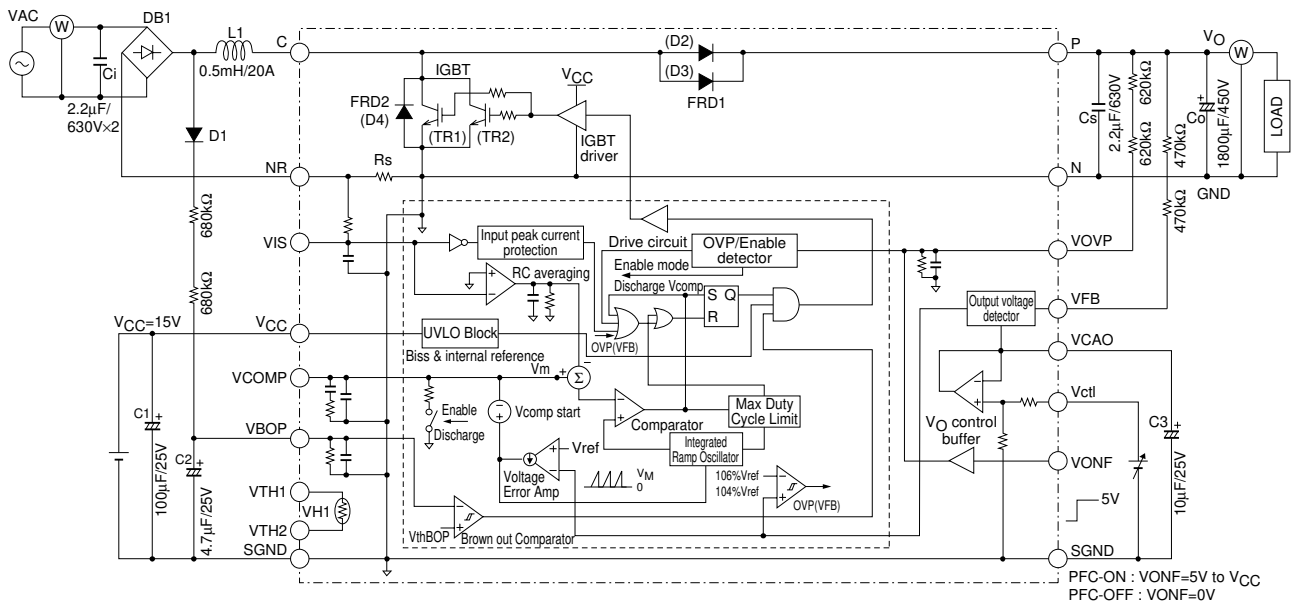 VAC
W
DB1
L1
0.5mH/20A
Ci
2.2μF/
630V×2
D1
680kΩ
680kΩ
VCC=15V
C1
100μF/25V
C2
4.7μF/25V
C
NR
VIS
VCC
VCOMP
VBOP
VTH1
VH1
VTH2
SGND
FRD2
(D4)
IGBT
(TR1)
(TR2)
VCC
IGBT
driver
(D2)
(D3)
FRD1
Rs
Input peak current
protection
RC averaging
Drive circuit
OVP/Enable
detector
Enable mode
Discharge Vcomp
S Q
R
OVP(VFB)
UVLO Block
Biss & internal reference
Vm
+
−
Σ
Enable
Discharge
Vcomp start
Comparator
Max Duty
Cycle Limit
Integrated
Ramp Oscillator
Vref
Voltage
Error Amp
VM
0
106%Vref
104%Vref
OVP(VFB)
VthBOP
Brown out Comparator
Output voltage
detector
VO control
buffer
P
N
VOVP
VFB
VCAO
Vctl
VONF
SGND
Cs
2.2μF/630V
620kΩ
620kΩ
470kΩ
470kΩ
Co
1800μF/450V
VO
W
LOAD
GND
C3
10μF/25V
5V
PFC-ON : VONF=5V to VCC
PFC-OFF : VONF=0V